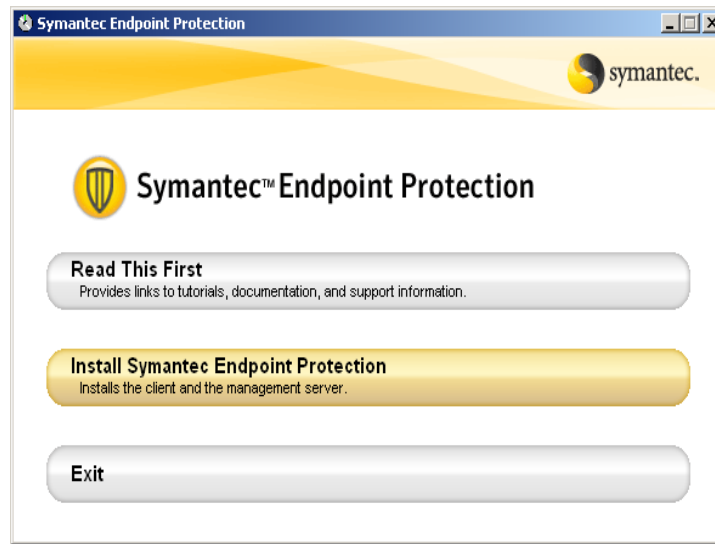 Symantec Endpoint Protection
symantec.
Symantec™ Endpoint Protection
Read This First
Provides links to tutorials, documentation, and support information.
Install Symantec Endpoint Protection
Installs the client and the management server.
Exit